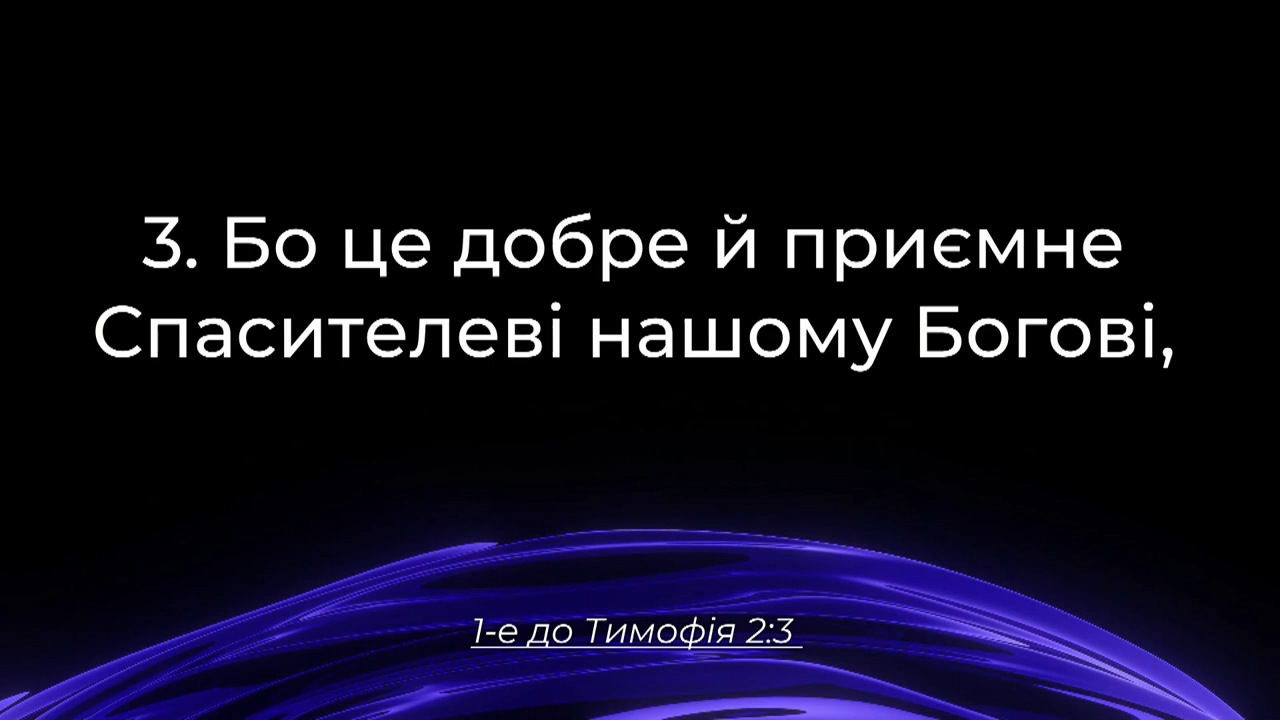 3. Бо це добре й приємне
Спасителеві нашому Богові,
1-е до Тимофія 2:3